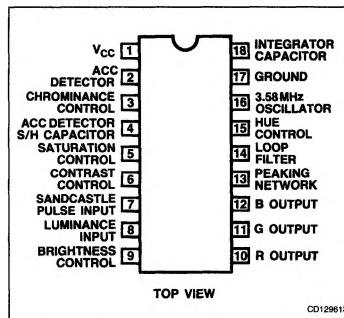 VCC 1
ACC
DETECTOR 2
CHROMINANCE
CONTROL 3
ACC DETECTOR
S/H CAPACITOR 4
SATURATION
CONTROL 5
CONTRAST
CONTROL 6
SANDCASTLE
PULSE INPUT 7
LUMINANCE
INPUT 8
BRIGHTNESS
CONTROL 9
18 INTEGRATOR
CAPACITOR
17 GROUND
16 3.58MHz
OSCILLATOR
15 HUE
CONTROL
14 LOOP
FILTER
13 PEAKING
NETWORK
12 B OUTPUT
11 G OUTPUT
10 R OUTPUT
TOP VIEW
CD12961S